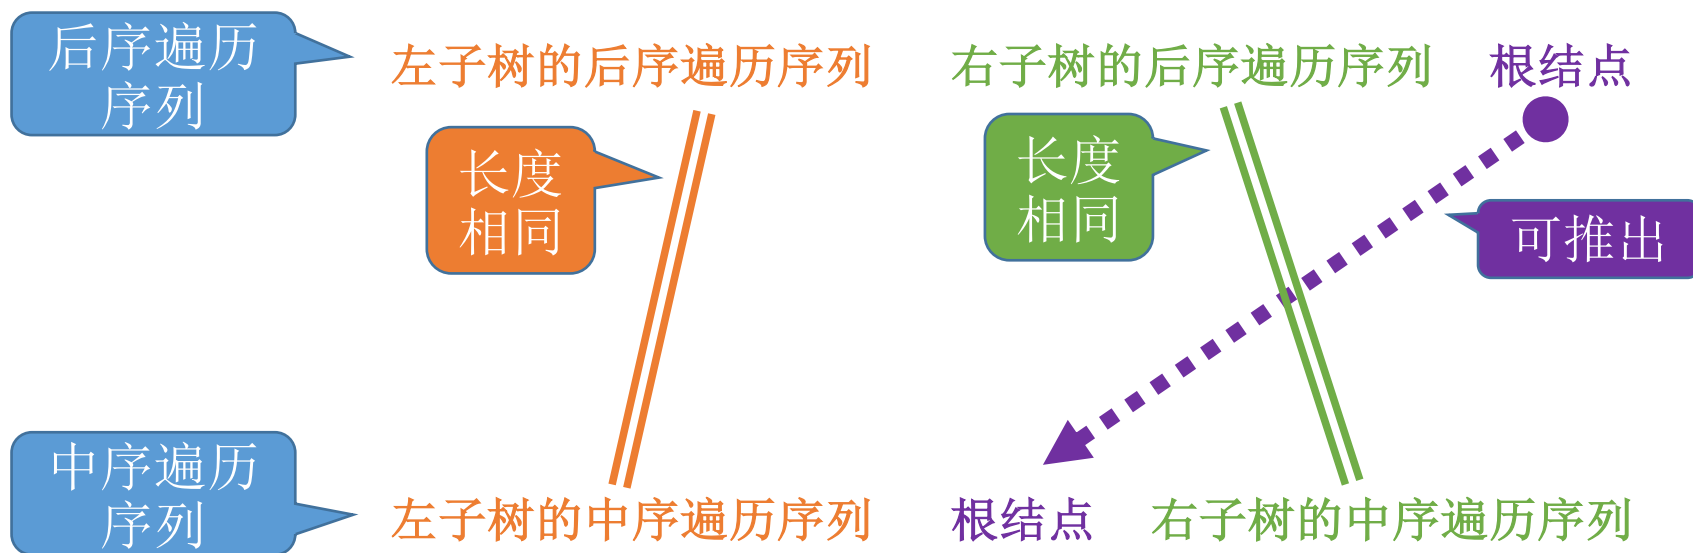 后序遍历
序列
左子树的后序遍历序列
右子树的后序遍历序列
根结点
长度
相同
长度
相同
可推出
中序遍历
序列
左子树的中序遍历序列
根结点
右子树的中序遍历序列